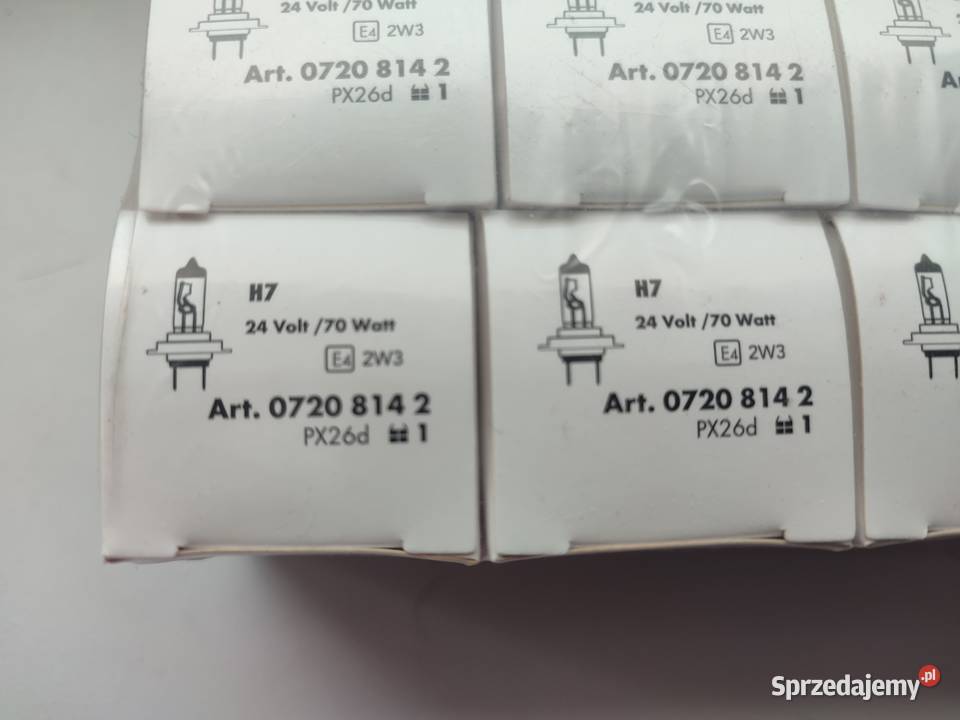 24 Volt /70 Watt
E4 2W3
Art. 0720 814 2
PX26d 1
24 Volt /70 Watt
E4 2W3
Art. 0720 814 2
PX26d 1
H7
24 Volt /70 Watt
E4 2W3
Art. 0720 814 2
PX26d 1
H7
24 Volt /70 Watt
E4 2W3
Art. 0720 814 2
PX26d 1
Sprzedajemy.pl